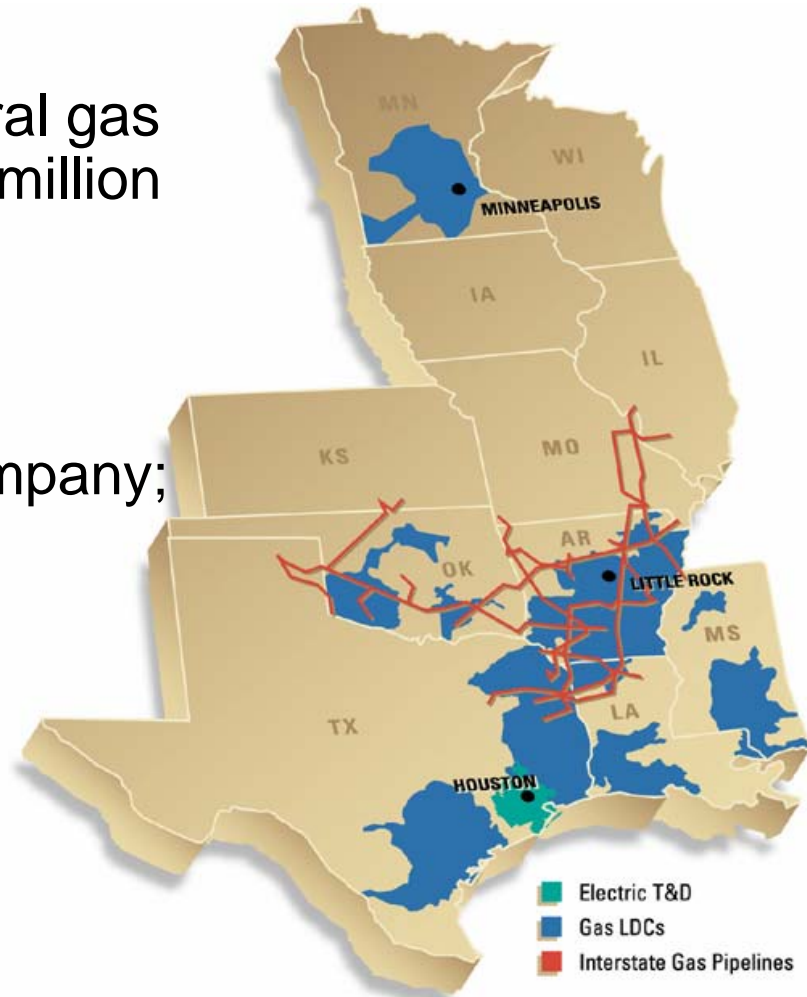 ral gas
million
mpany;
MN
WI
MINNEAPOLIS
IA
IL
KS
MO
OK
AR
LITTLE ROCK
MS
TX
LA
HOUSTON
Electric T&D
Gas LDCs
Interstate Gas Pipelines